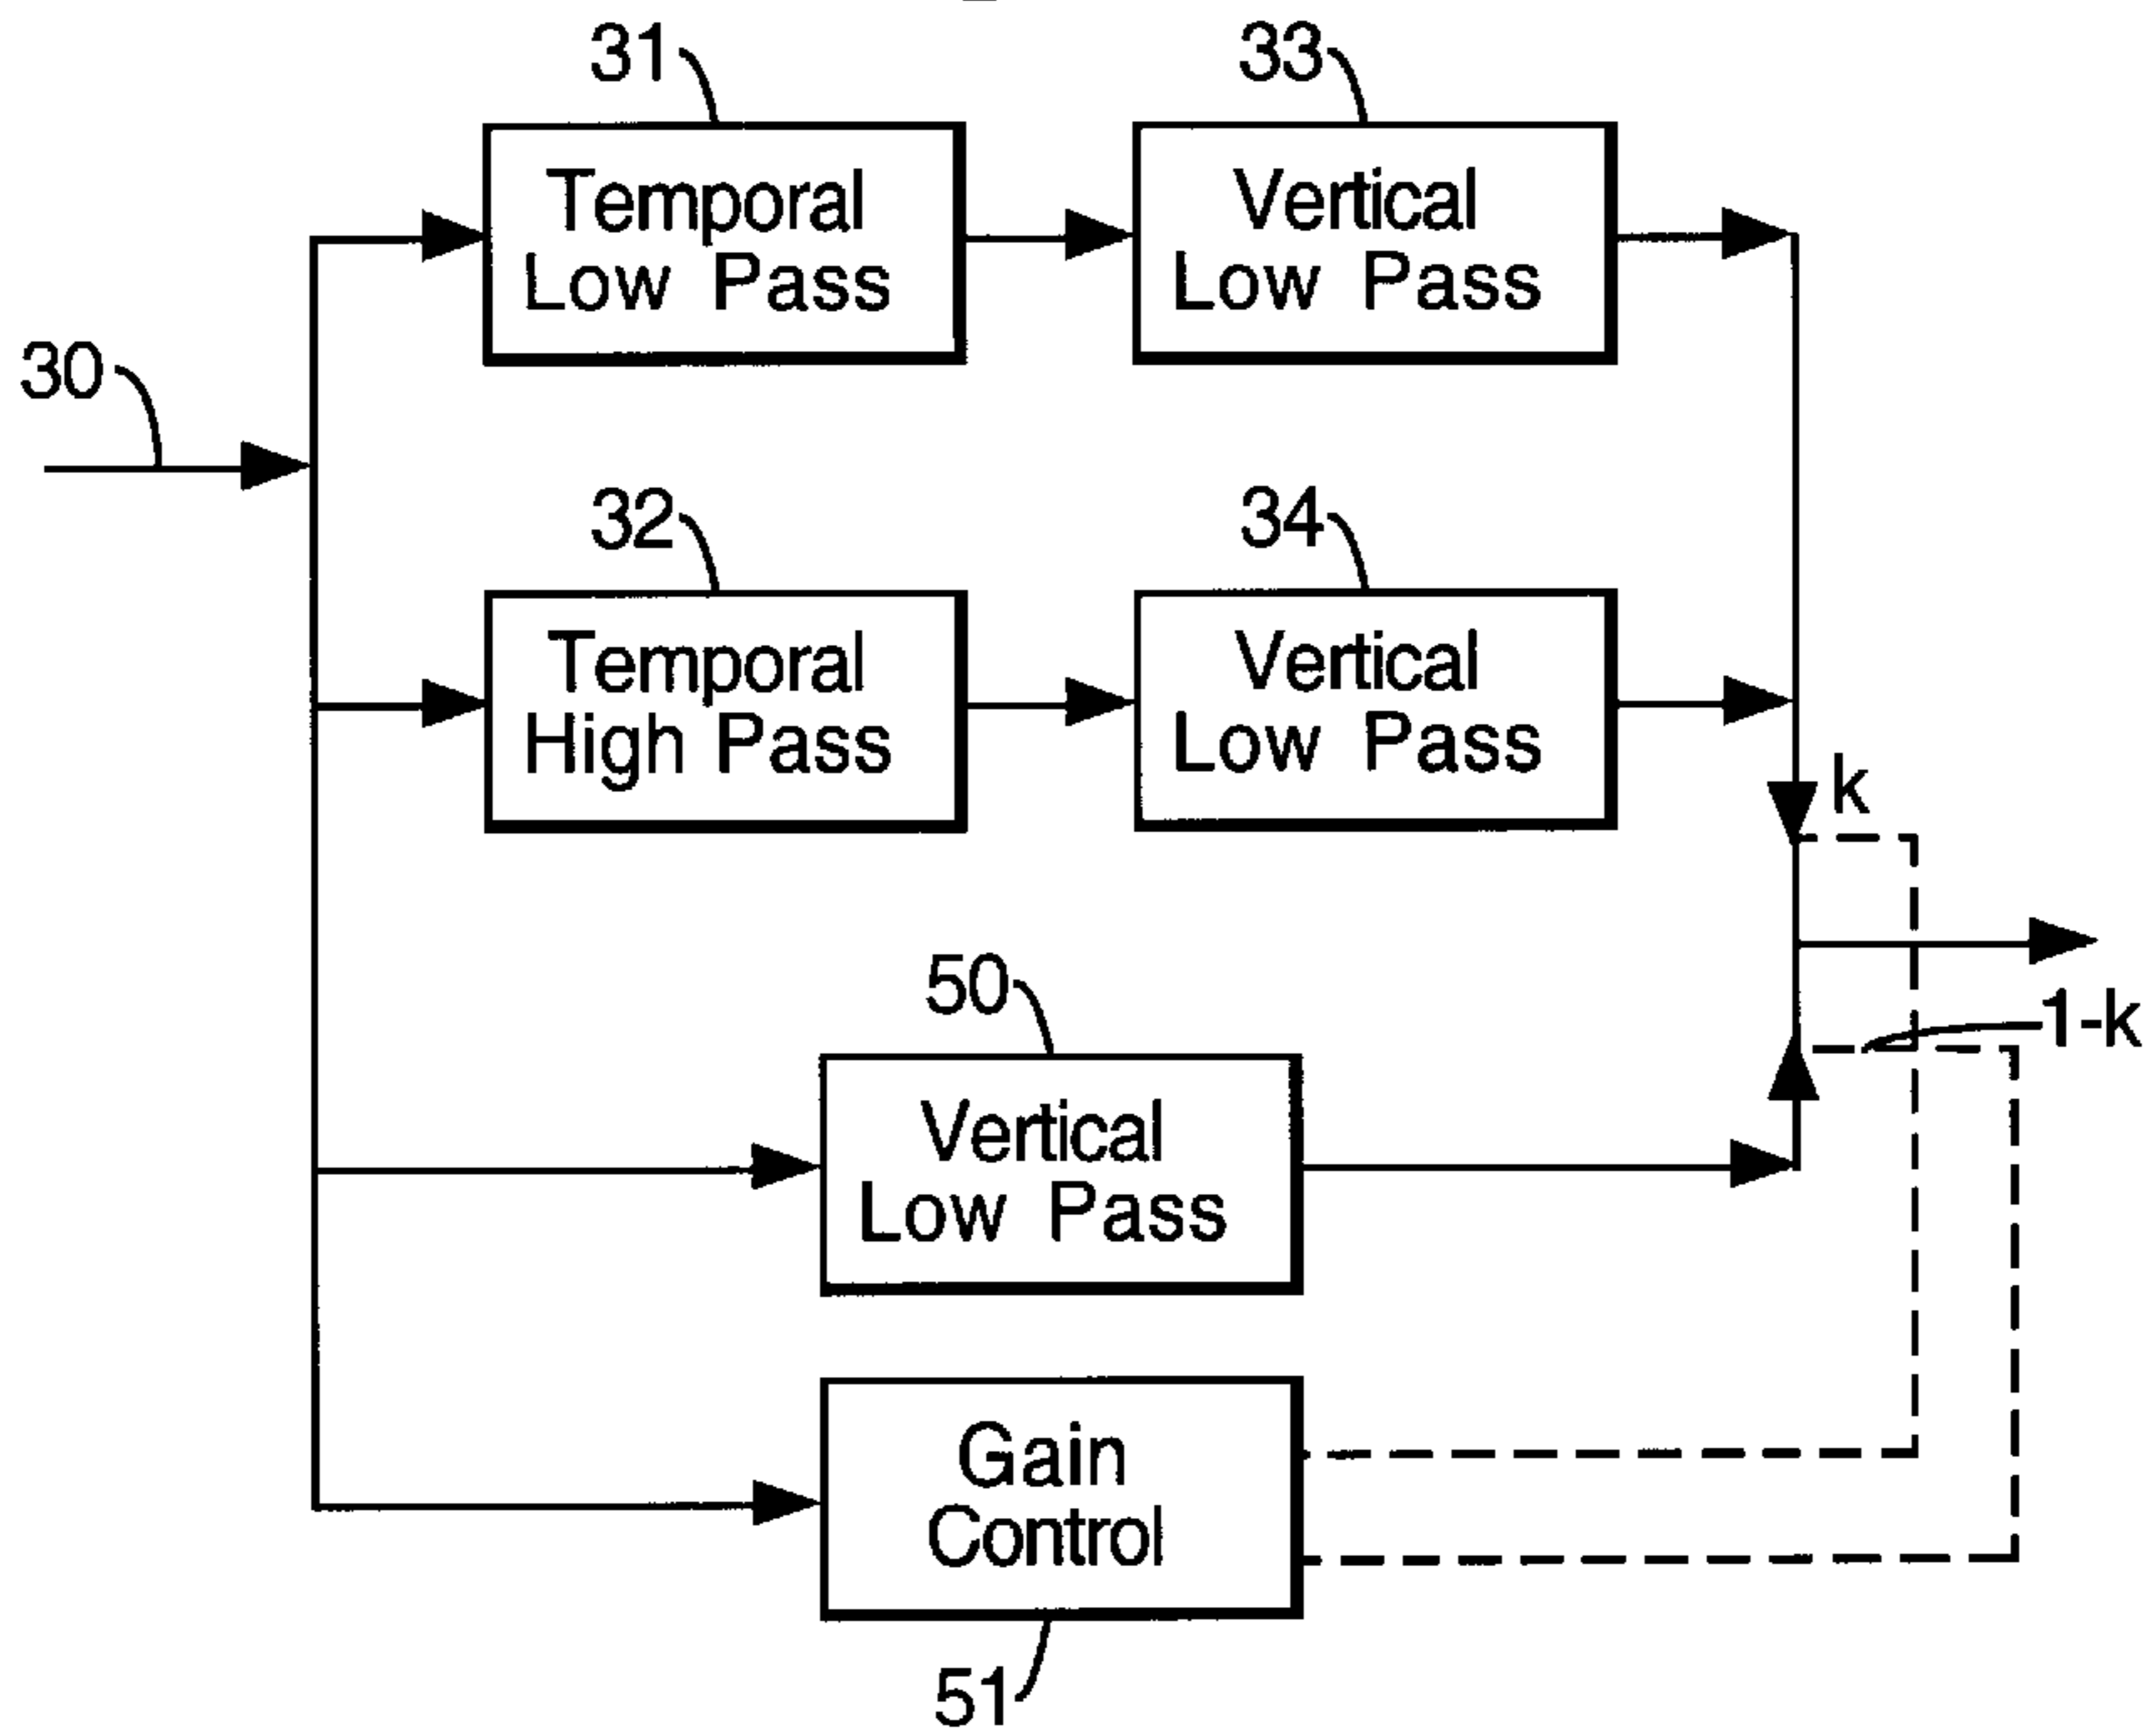 31
33
Temporal
Low Pass
Vertical
Low Pass
30
32
34
Temporal
High Pass
Vertical
Low Pass
k
50
1-k
Vertical
Low Pass
Gain
Control
51